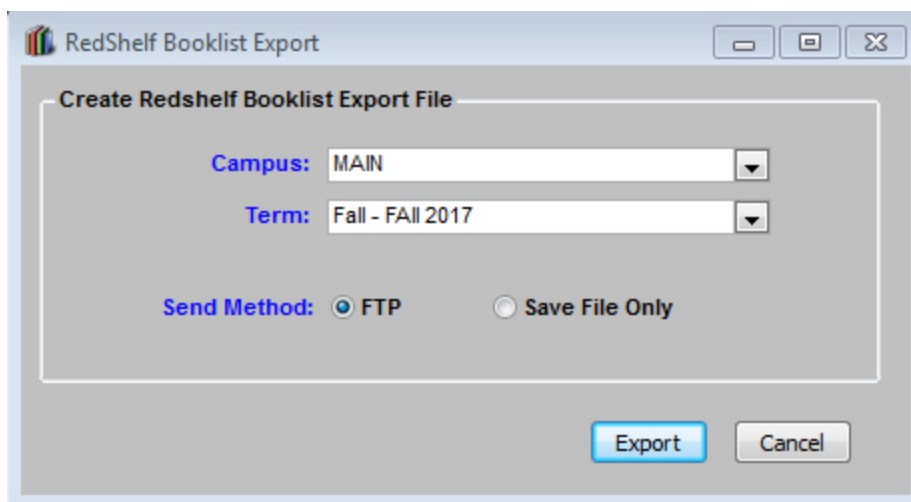 RedShelf Booklist Export
Create Redshelf Booklist Export File
Campus: MAIN
Term: Fall - FAll 2017
Send Method: FTP Save File Only
Export Cancel